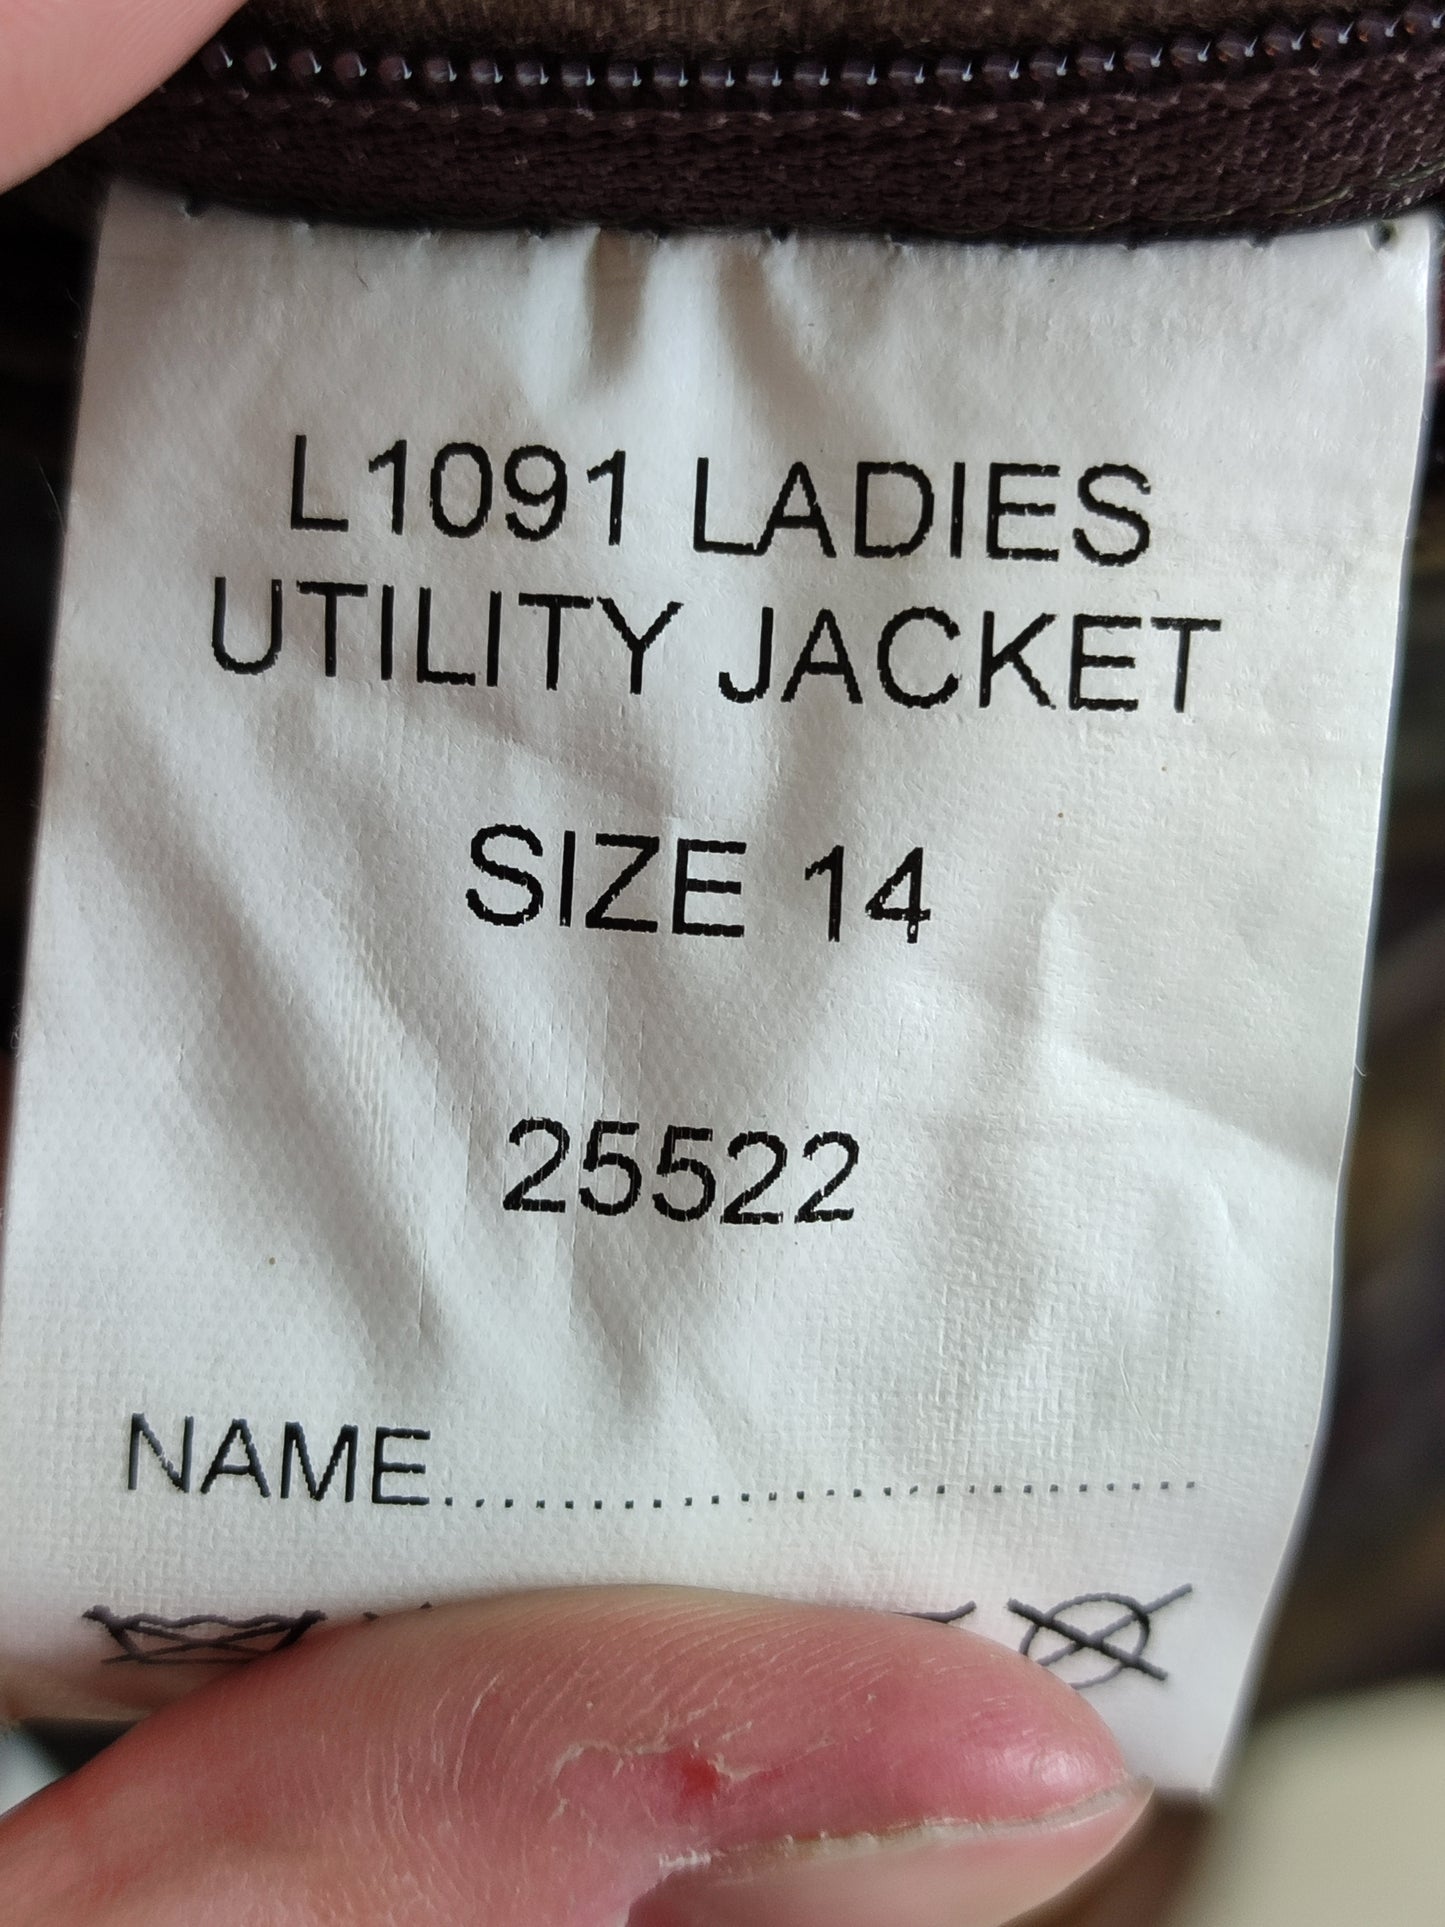 L1091 LADIES
UTILITY JACKET
SIZE 14
25522
NAME.............................